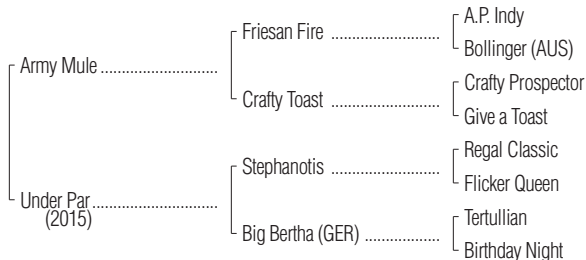 A.P. Indy
Friesan Fire ........................
Bollinger (AUS)
Army Mule ..........................
Crafty Prospector
Crafty Toast ........................
Give a Toast
Regal Classic
Stephanotis ........................
Flicker Queen
Under Par ...........................
(2015)
Tertullian
Big Bertha (GER) .................
Birthday Night